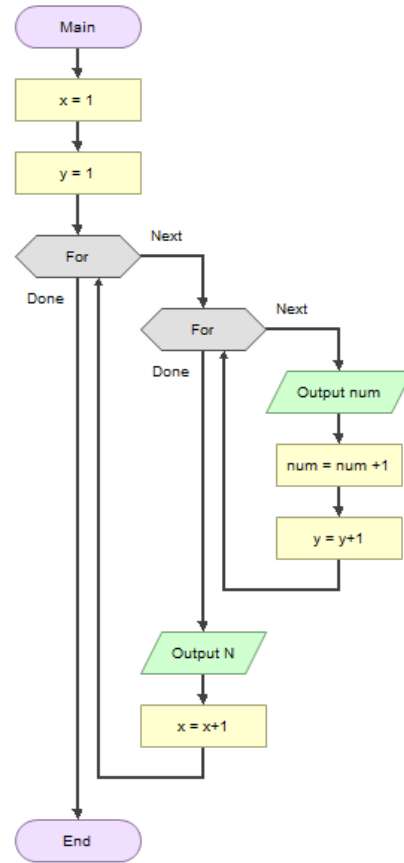 Main
x = 1
y = 1
For
Next
Done
For
Next
Done
Output num
num = num +1
y = y+1
Output N
x = x+1
End